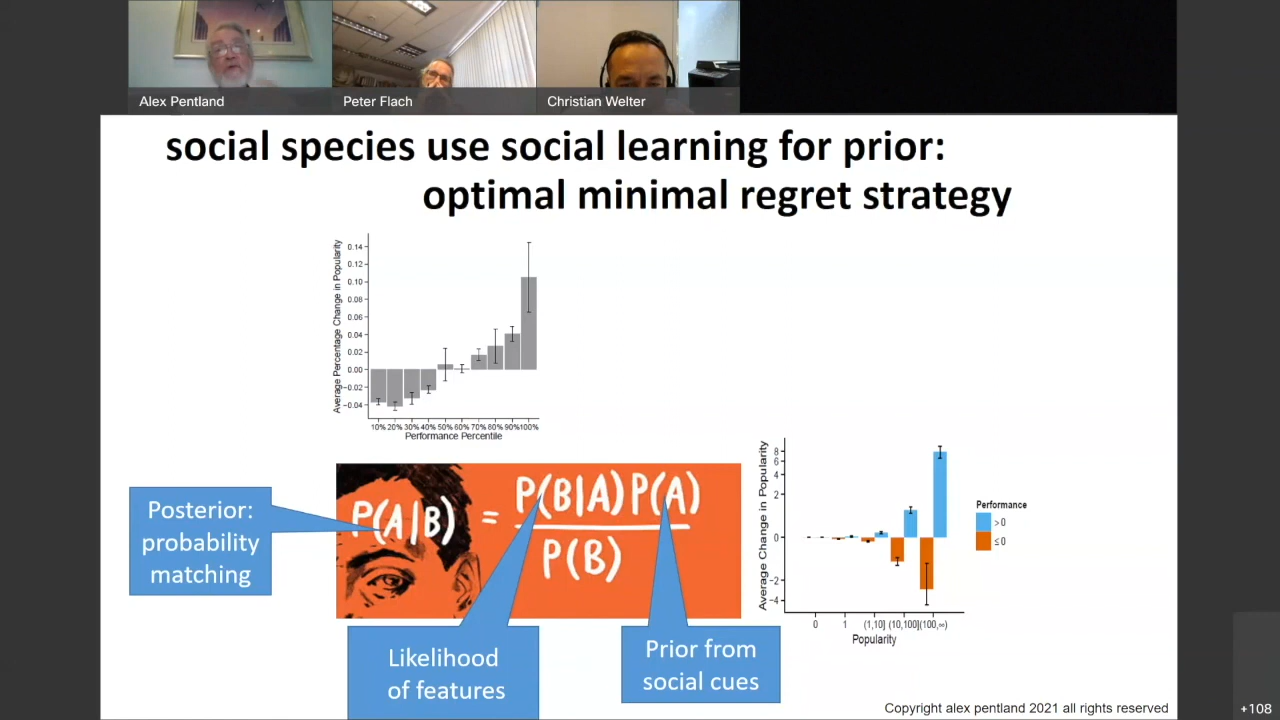 Alex Pentland
Peter Flach
Christian Welter
social species use social learning for prior:
optimal minimal regret strategy
Average Percentage Change in Popularity
0.14
0.12
0.10
0.08
0.06
0.04
0.02
0.00
−0.02
−0.04
10% 20% 30% 40% 50% 60% 70% 80% 90% 100%
Performance Percentile
P(A|B) = P(B|A) P(A)
P(B)
Posterior:
probability
matching
Likelihood
of features
Prior from
social cues
Average Change in Popularity
8
6
4
2
0
−2
−4
0 1 (1,10] (10,100] (100,∞)
Popularity
Performance
> 0
≤ 0
Copyright alex pentland 2021 all rights reserved
+108